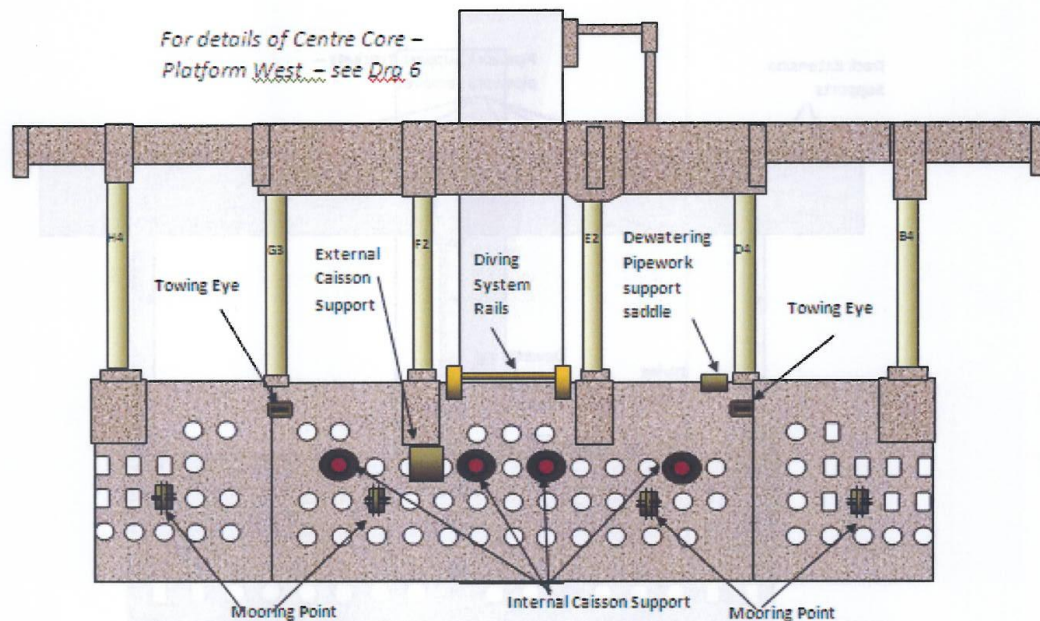 For details of Centre Core –
Platform West – see Dra 6
H4
G3
F2
E2
D4
B4
Towing Eye
External
Caisson
Support
Diving
System
Rails
Dewatering
Pipework
support
saddle
Towing Eye
Mooring Point
Internal Caisson Support
Mooring Point